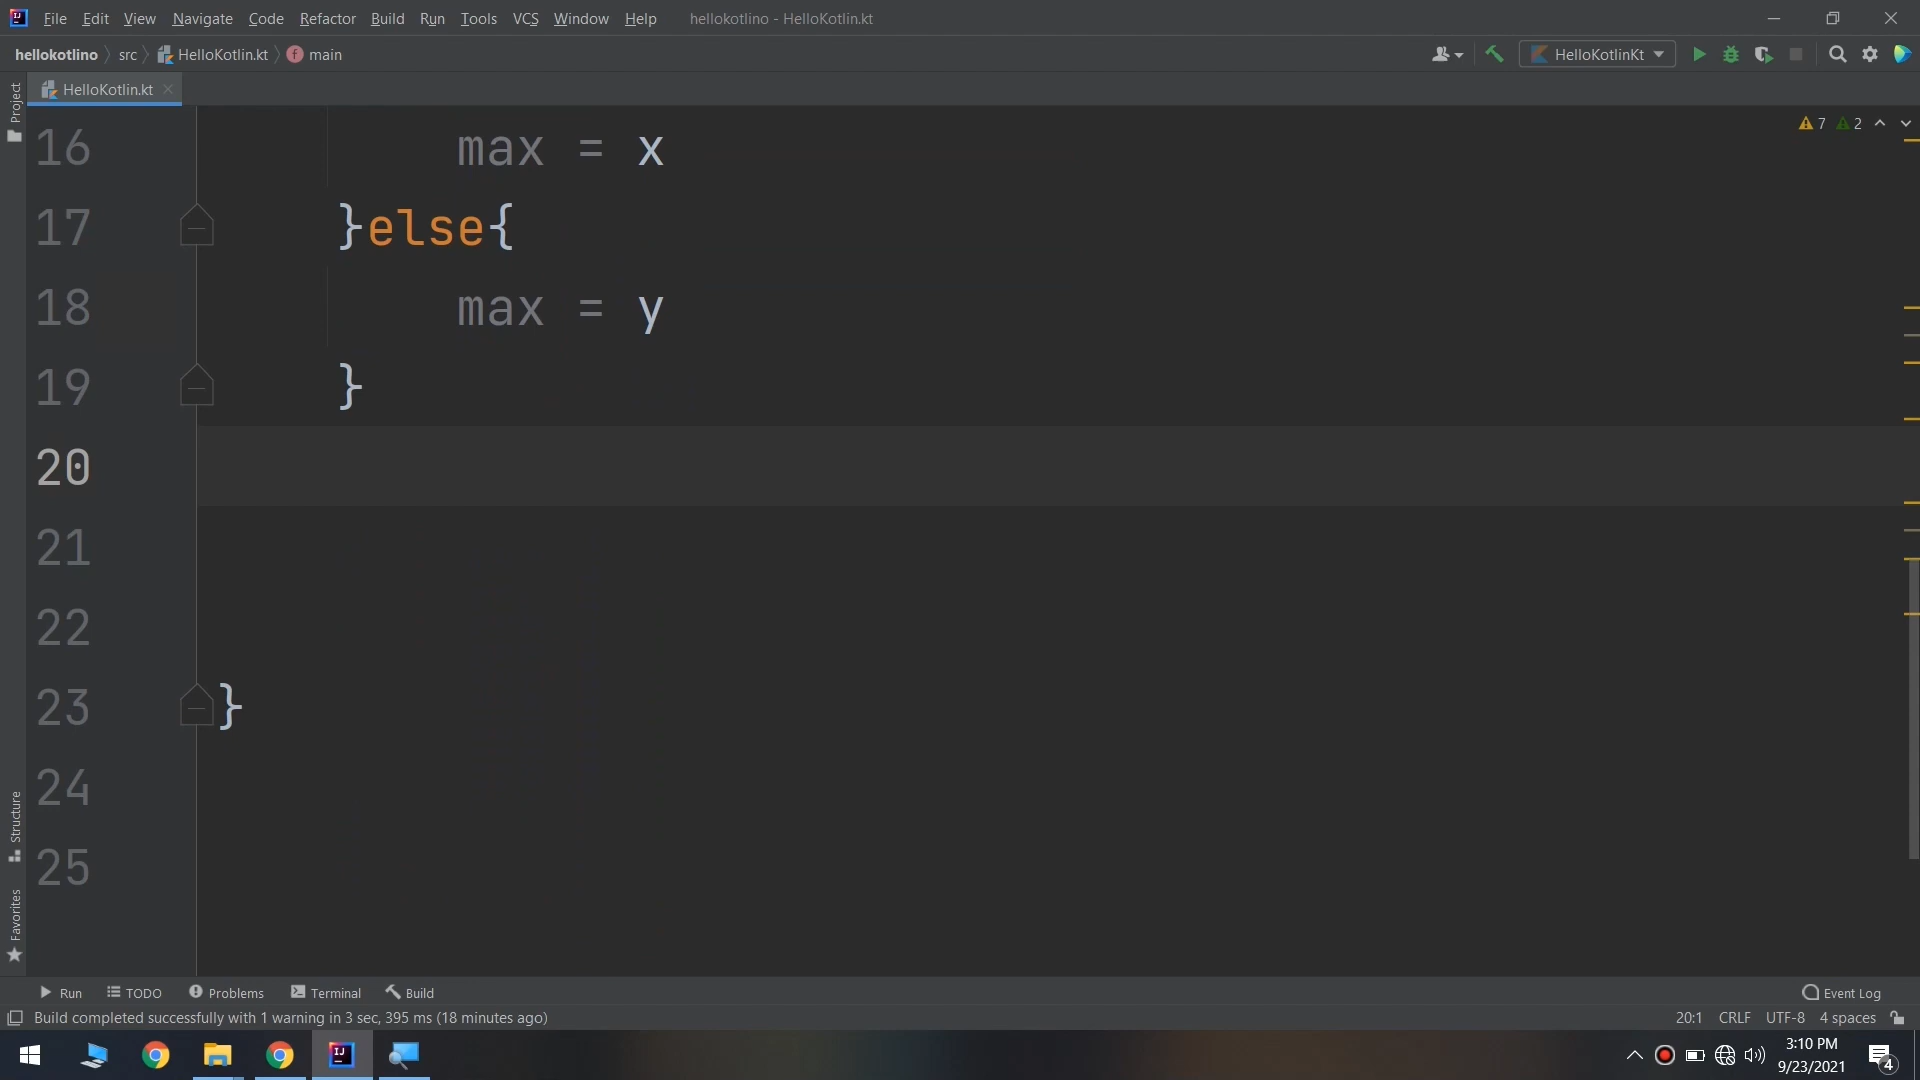 File Edit View Navigate Code Refactor Build Run Tools VCS Window Help hellokotlino - HelloKotlin.kt
hellokotlino src HelloKotlin.kt main HelloKotlinKt
HelloKotlin.kt
Project
7 2
16 max = x
17 }else{
18 max = y
19 }
20
21
22
23 }
24
25
Structure
Favorites
Run TODO Problems Terminal Build Event Log
Build completed successfully with 1 warning in 3 sec, 395 ms (18 minutes ago) 20:1 CRLF UTF-8 4 spaces
3:10 PM
9/23/2021
4